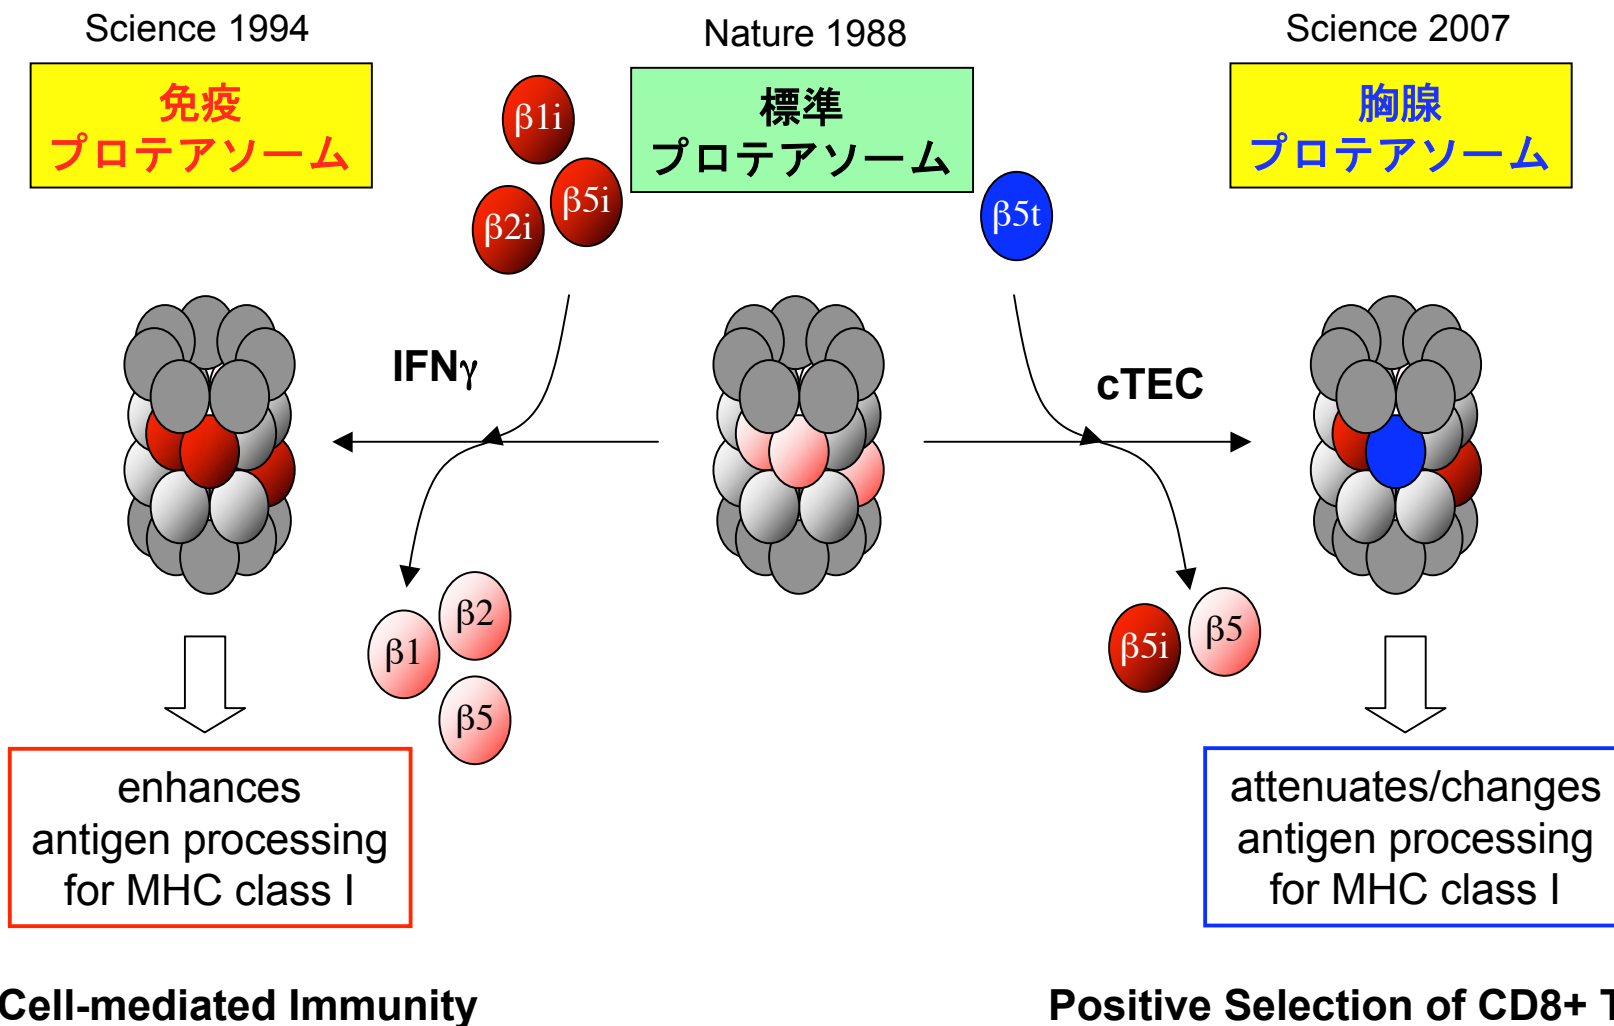 Science 1994
免疫
プロテアソーム
Nature 1988
標準
プロテアソーム
Science 2007
胸腺
プロテアソーム
β1i
β2i
β5i
β5t
IFNγ
cTEC
β1
β2
β5
β5i
β5
enhances
antigen processing
for MHC class I
attenuates/changes
antigen processing
for MHC class I
Cell-mediated Immunity
Positive Selection of CD8+ T